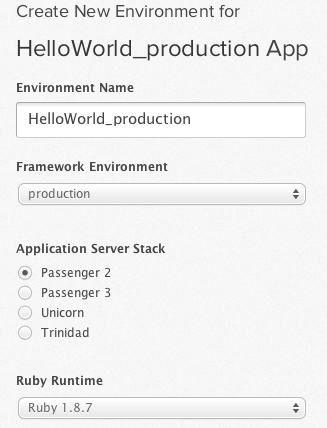 Create New Environment for
HelloWorld_production App
Environment Name
HelloWorld_production
Framework Environment
production
Application Server Stack
Passenger 2
Passenger 3
Unicorn
Trinidad
Ruby Runtime
Ruby 1.8.7